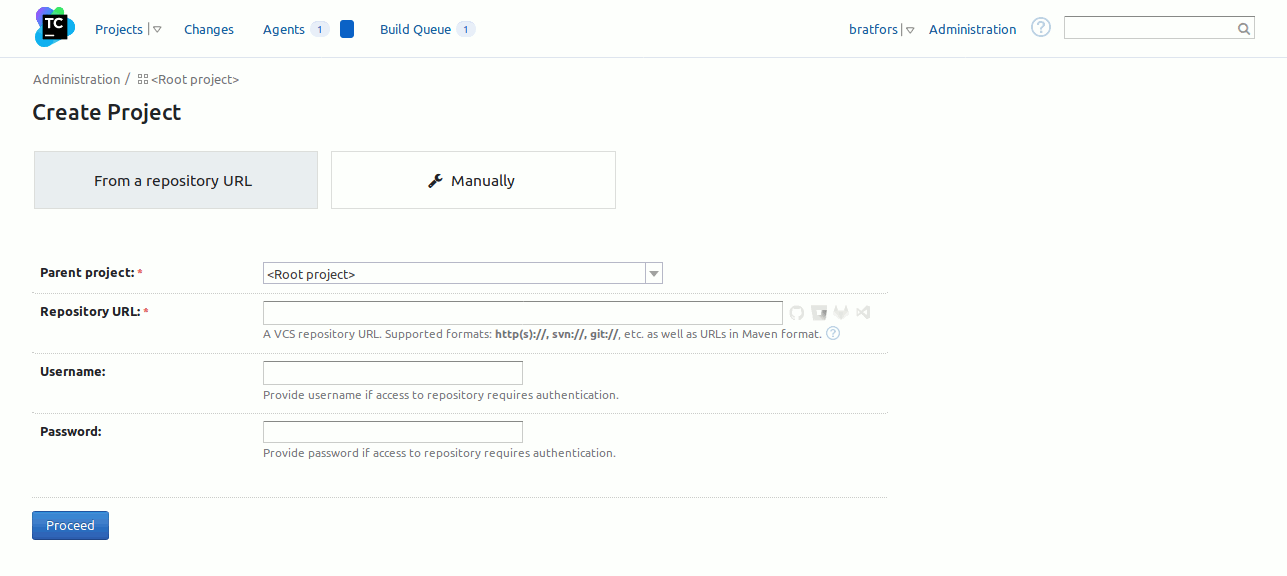 TC Projects Changes Agents 1 Build Queue 1 bratfors Administration ?
Administration / <Root project>
Create Project
From a repository URL Manually
Parent project: * <Root project>
Repository URL: *
A VCS repository URL. Supported formats: http(s)://, svn://, git://, etc. as well as URLs in Maven format. ?
Username:
Provide username if access to repository requires authentication.
Password:
Provide password if access to repository requires authentication.
Proceed